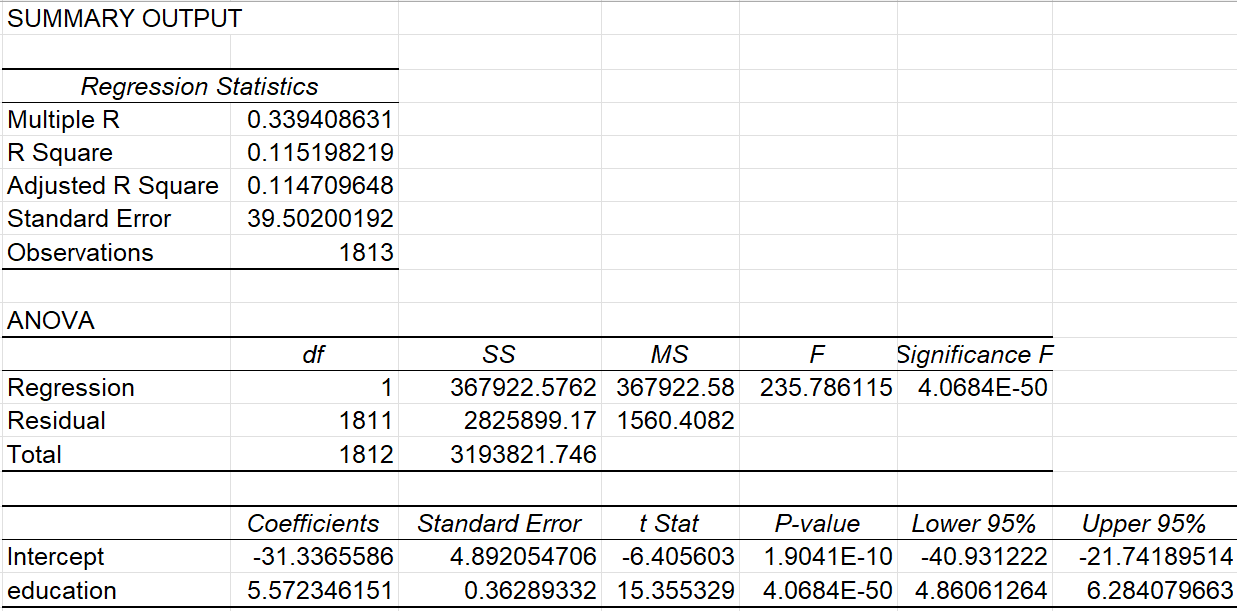 SUMMARY OUTPUT
Regression Statistics
Multiple R 0.339408631
R Square 0.115198219
Adjusted R Square 0.114709648
Standard Error 39.50200192
Observations 1813
ANOVA
df SS MS F Significance F
Regression 1 367922.5762 367922.58 235.786115 4.0684E-50
Residual 1811 2825899.17 1560.4082
Total 1812 3193821.746
Coefficients Standard Error t Stat P-value Lower 95% Upper 95%
Intercept -31.3365586 4.892054706 -6.405603 1.9041E-10 -40.931222 -21.74189514
education 5.572346151 0.36289332 15.355329 4.0684E-50 4.86061264 6.284079663